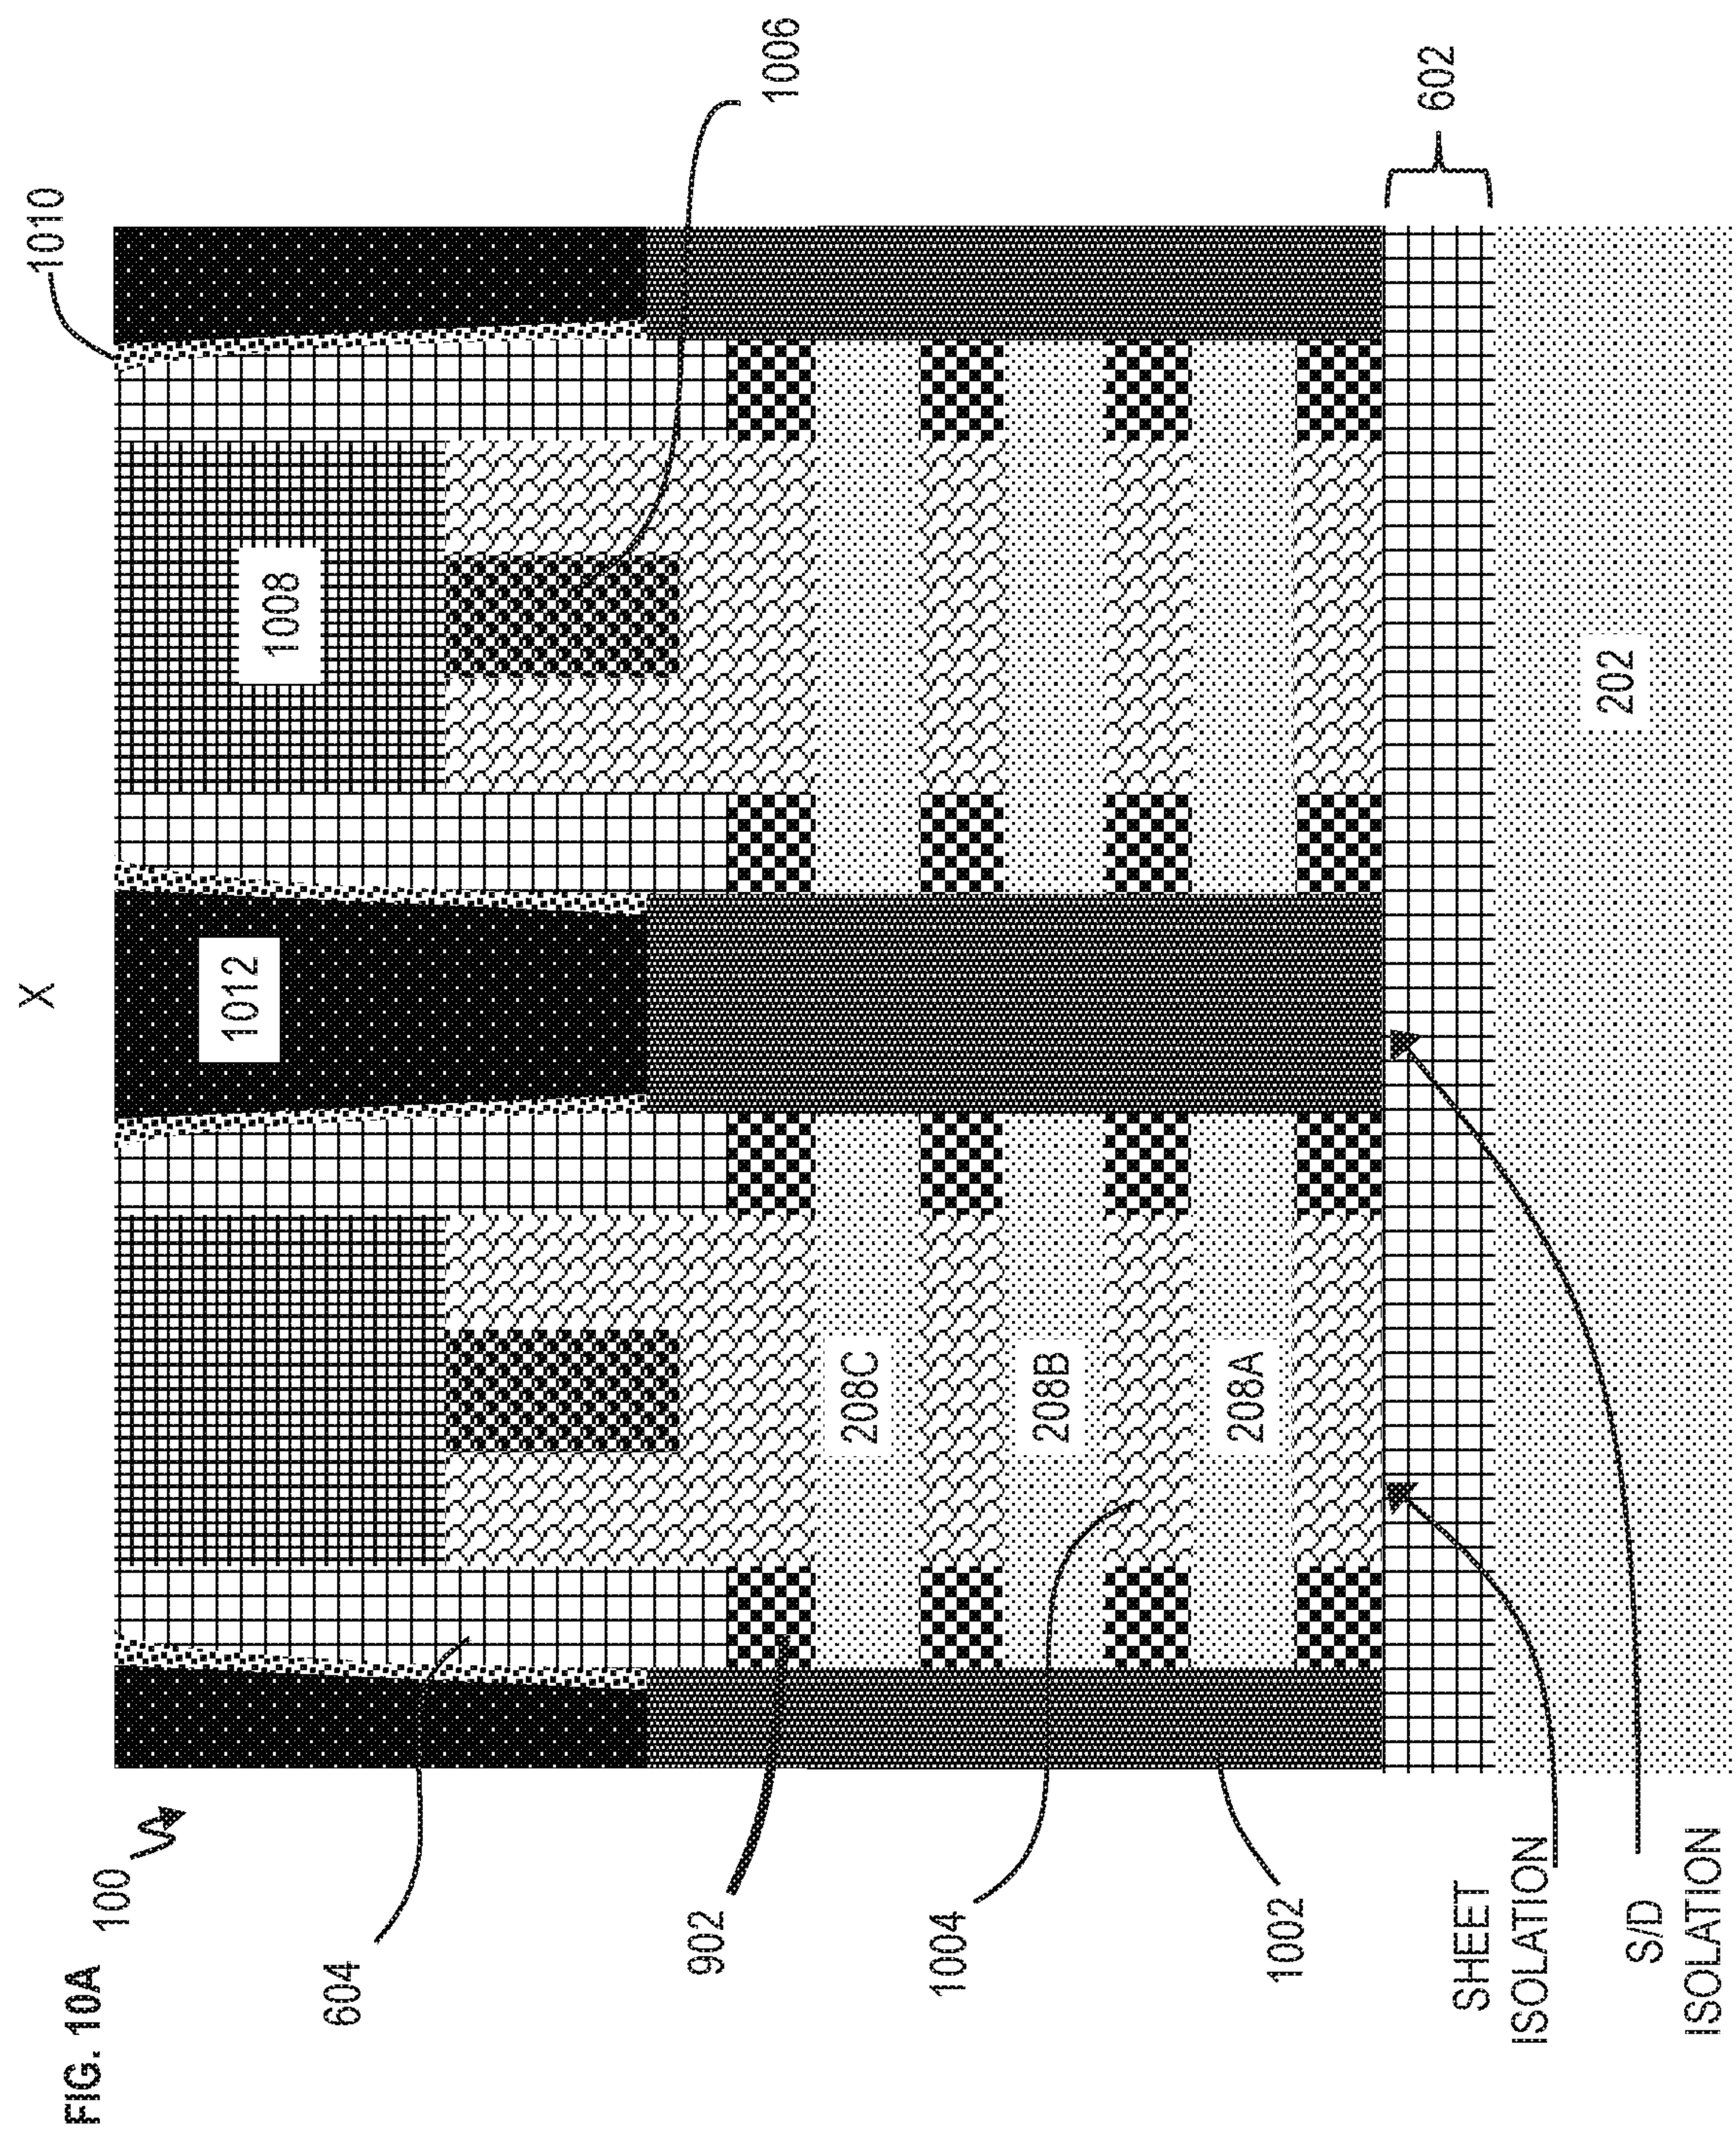 FIG. 10A
100
X
1010
1006
604
1012
1008
902
208C
1004
208B
208A
1002
602
SHEET
ISOLATION
S/D
ISOLATION
202